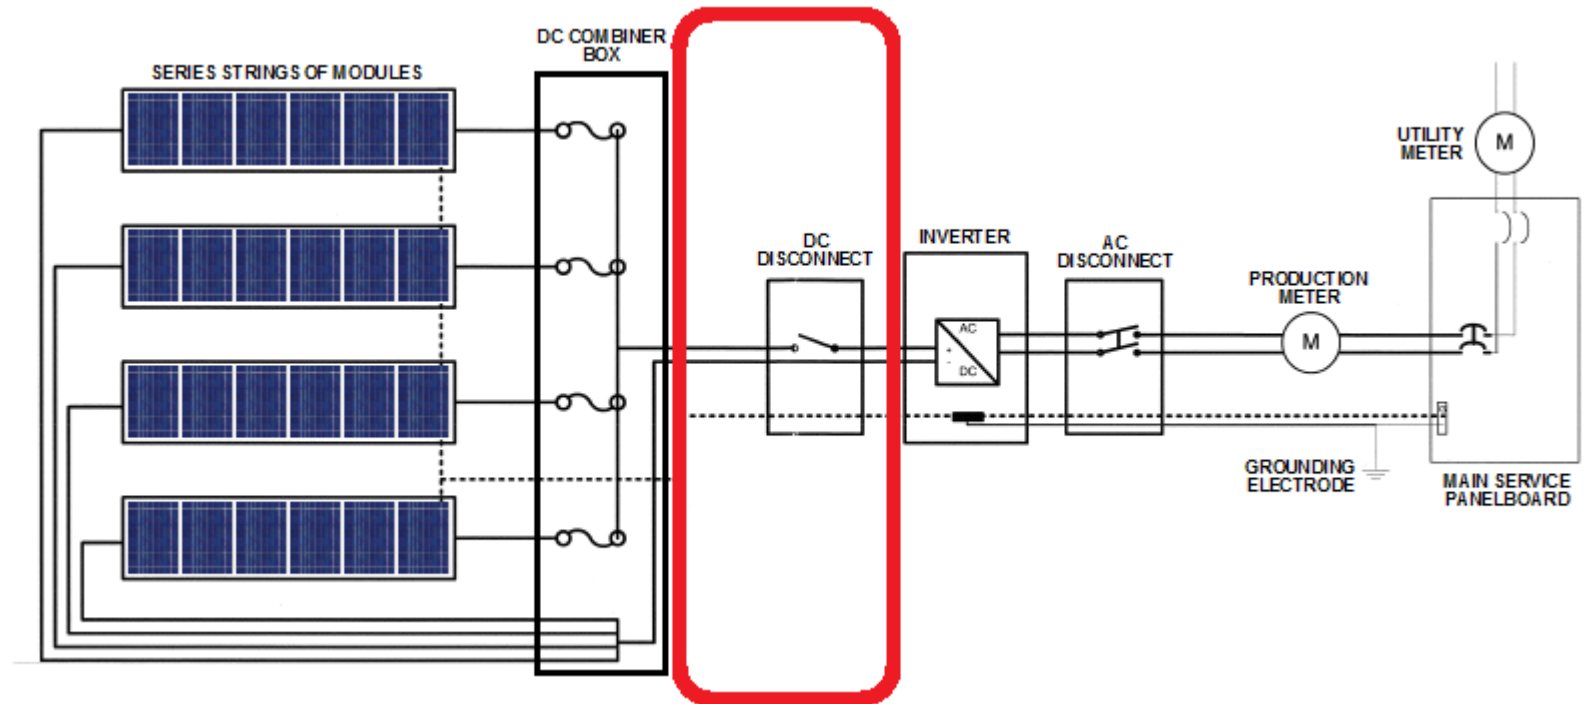 DC COMBINER
BOX
SERIES STRINGS OF MODULES
DC
DISCONNECT
INVERTER
AC
+
-
DC
AC
DISCONNECT
PRODUCTION
METER
M
UTILITY
METER
M
GROUNDING
ELECTRODE
MAIN SERVICE
PANELBOARD